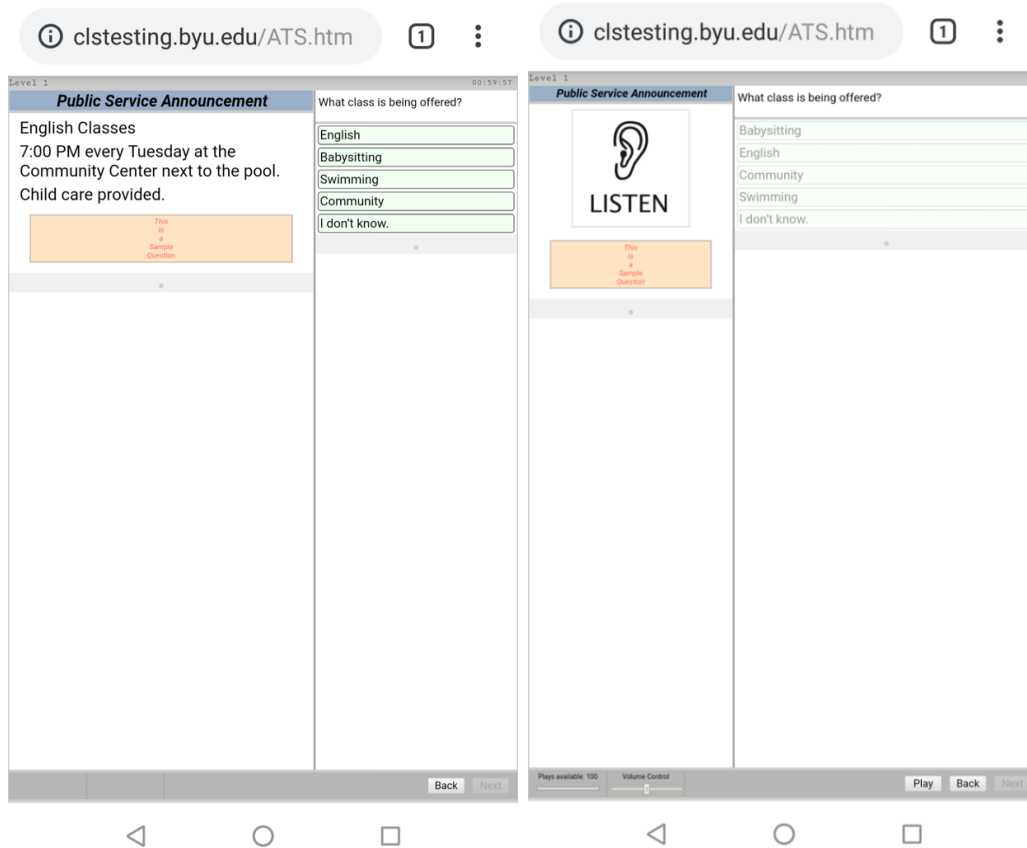 clstesting.byu.edu/ATS.htm
1
Level 1
00:59:57
Public Service Announcement
English Classes
7:00 PM every Tuesday at the
Community Center next to the pool.
Child care provided.
This
is
a
Sample
Question
What class is being offered?
English
Babysitting
Swimming
Community
I don't know.
Back
Next
clstesting.byu.edu/ATS.htm
1
Level 1
Public Service Announcement
LISTEN
This
is
a
Sample
Question
What class is being offered?
Babysitting
English
Community
Swimming
I don't know.
Plays available: 100
Volume Control
Play
Back
Next